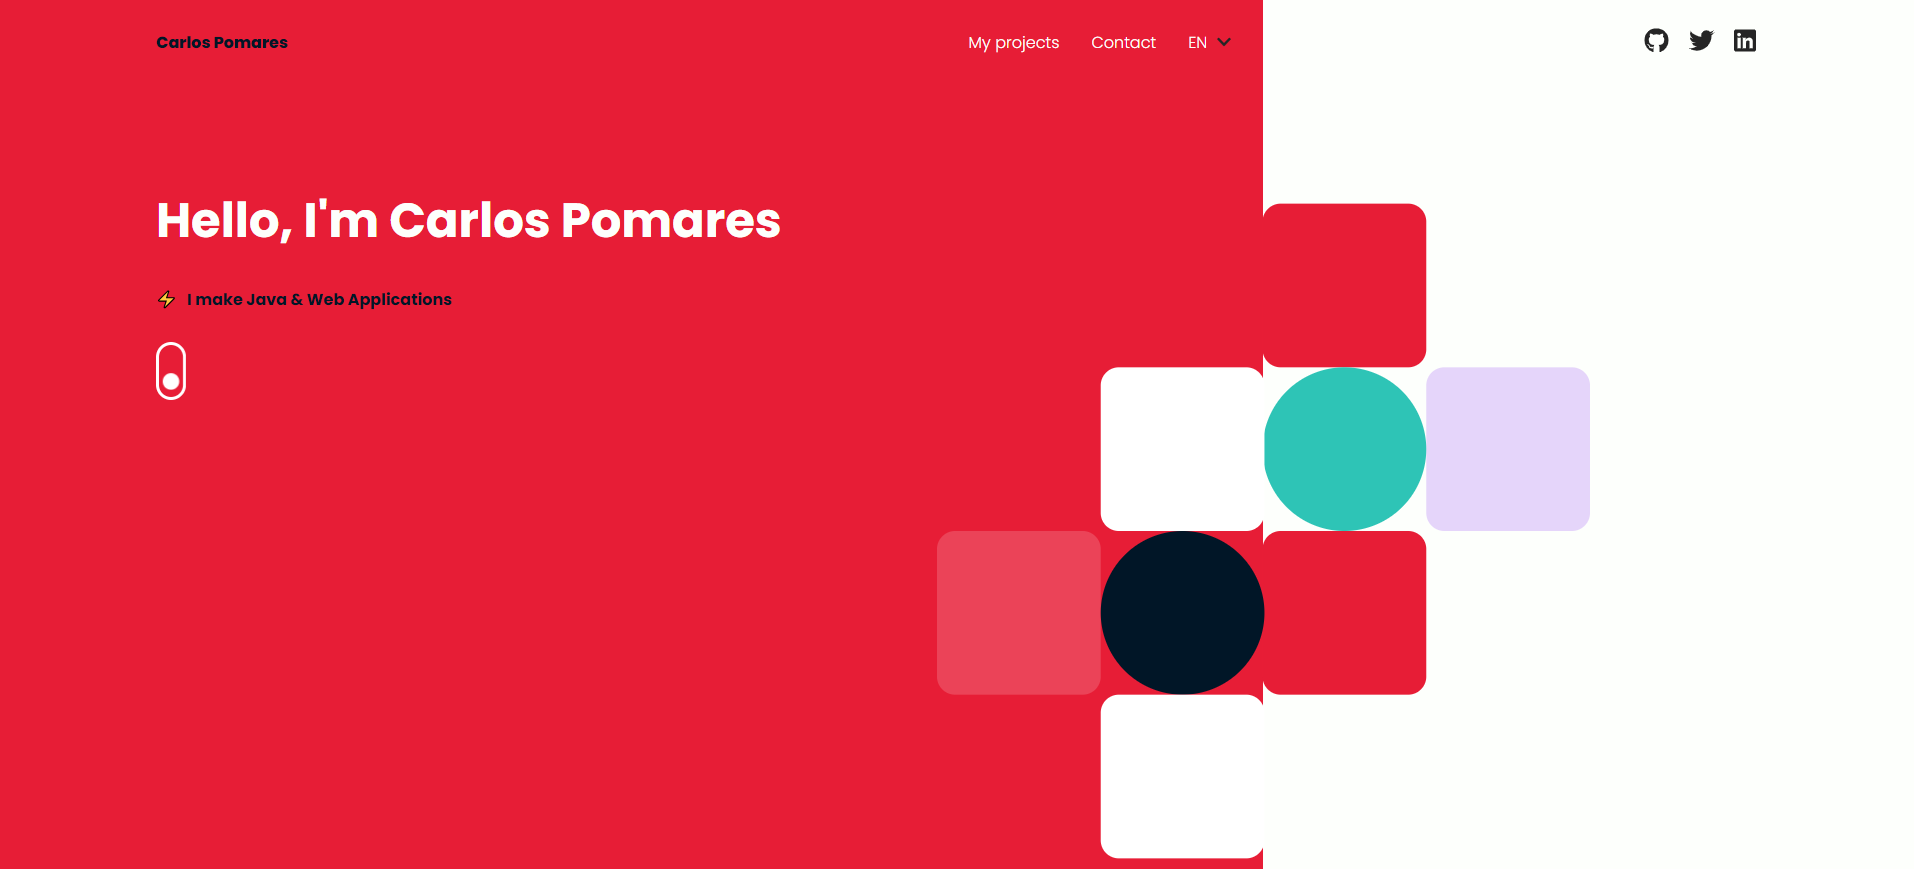 Carlos Pomares
My projects
Contact
EN
Hello, I'm Carlos Pomares
⚡ I make Java & Web Applications